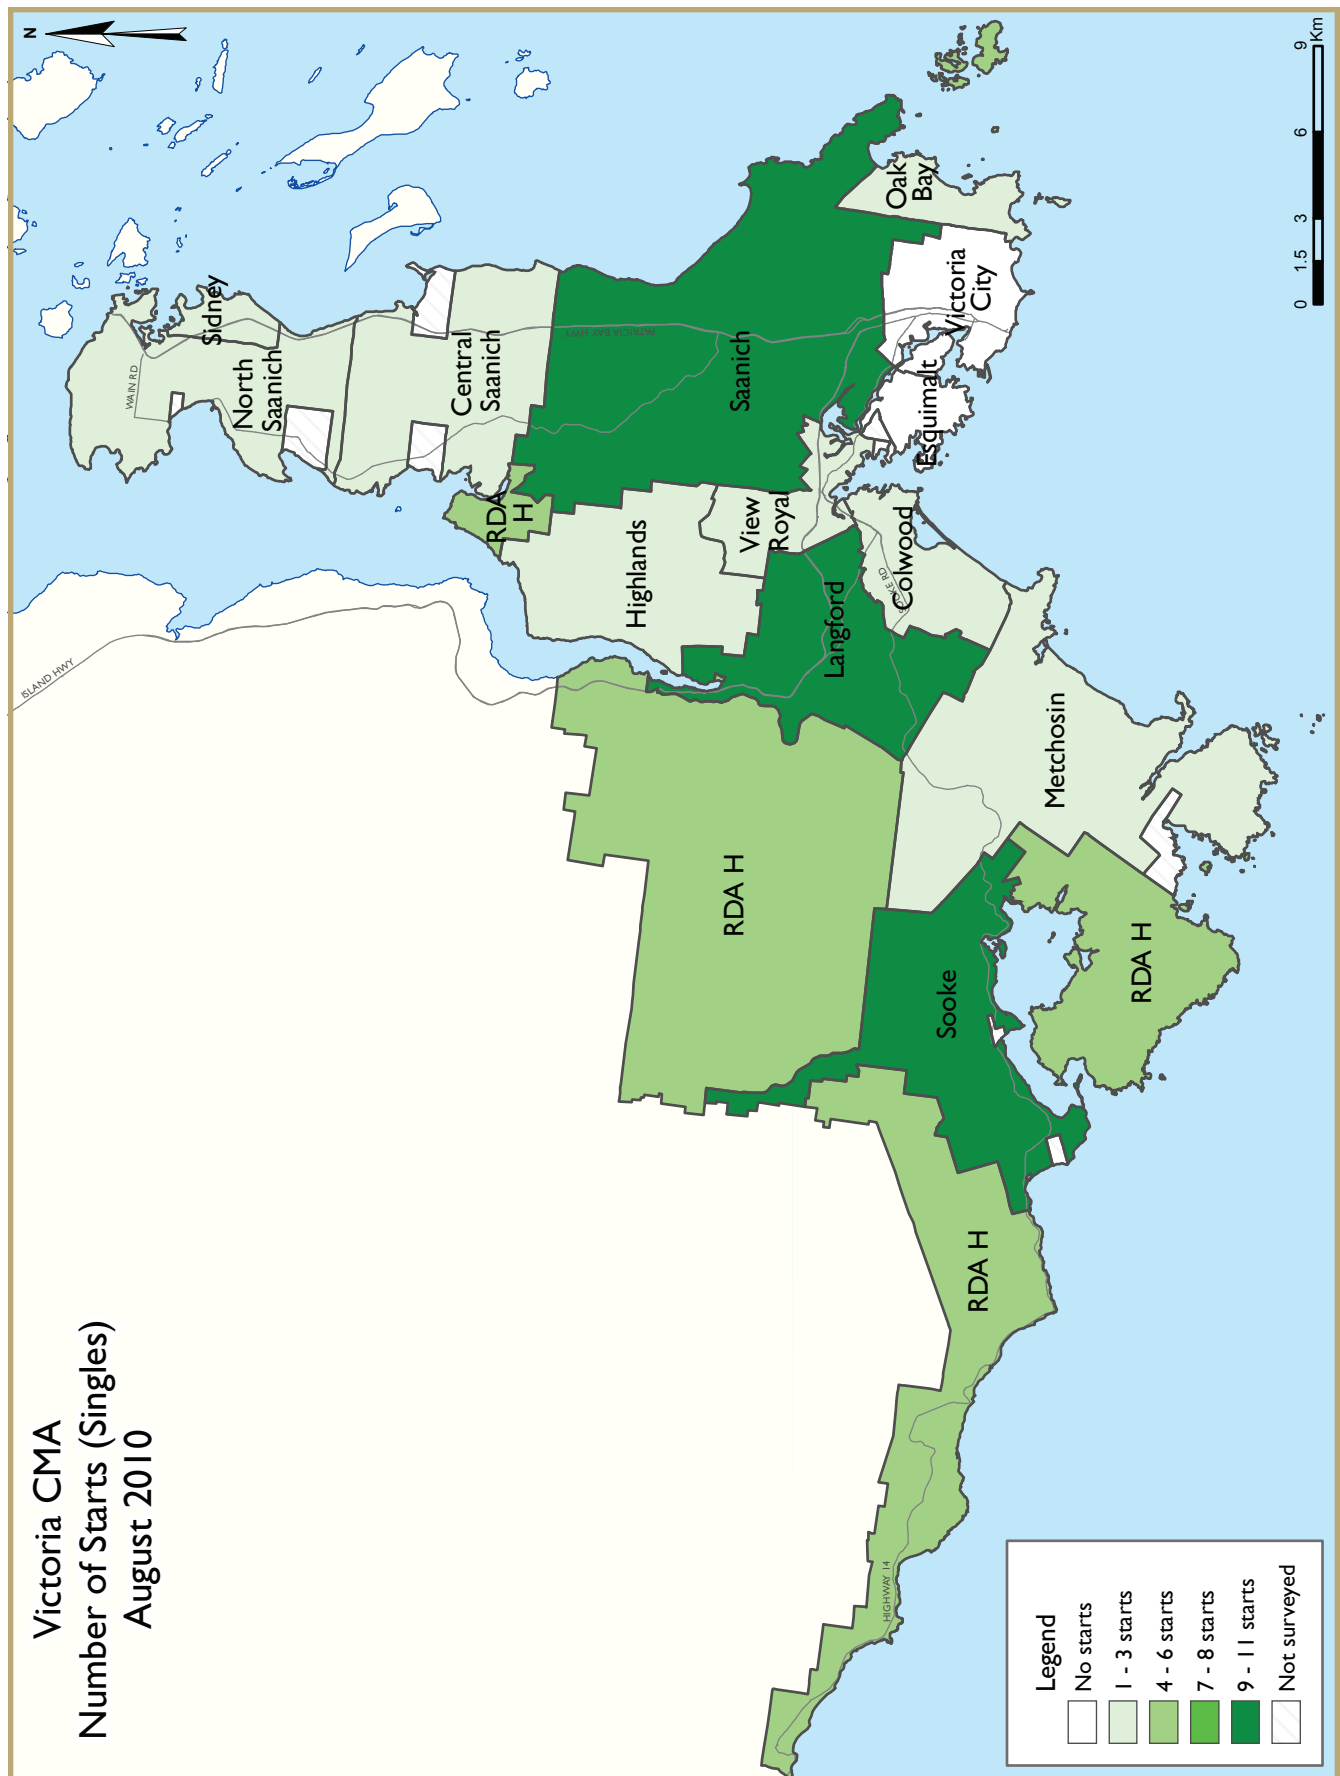 Victoria CMA
Number of Starts (Singles)
August 2010
N
ISLAND HWY
WAIN RD
Sidney
North
Saanich
Central
Saanich
PATRICIA BAY HWY
RDA
H
Highlands
Saanich
View
Royal
Oak
Bay
Victoria
City
Esquimalt
Colwood
SOOKE RD
Langford
Metchosin
RDA H
Sooke
RDA H
RDA H
HIGHWAY 14
Legend
No starts
1 - 3 starts
4 - 6 starts
7 - 8 starts
9 - 11 starts
Not surveyed
0 1.5 3 6 9
Km